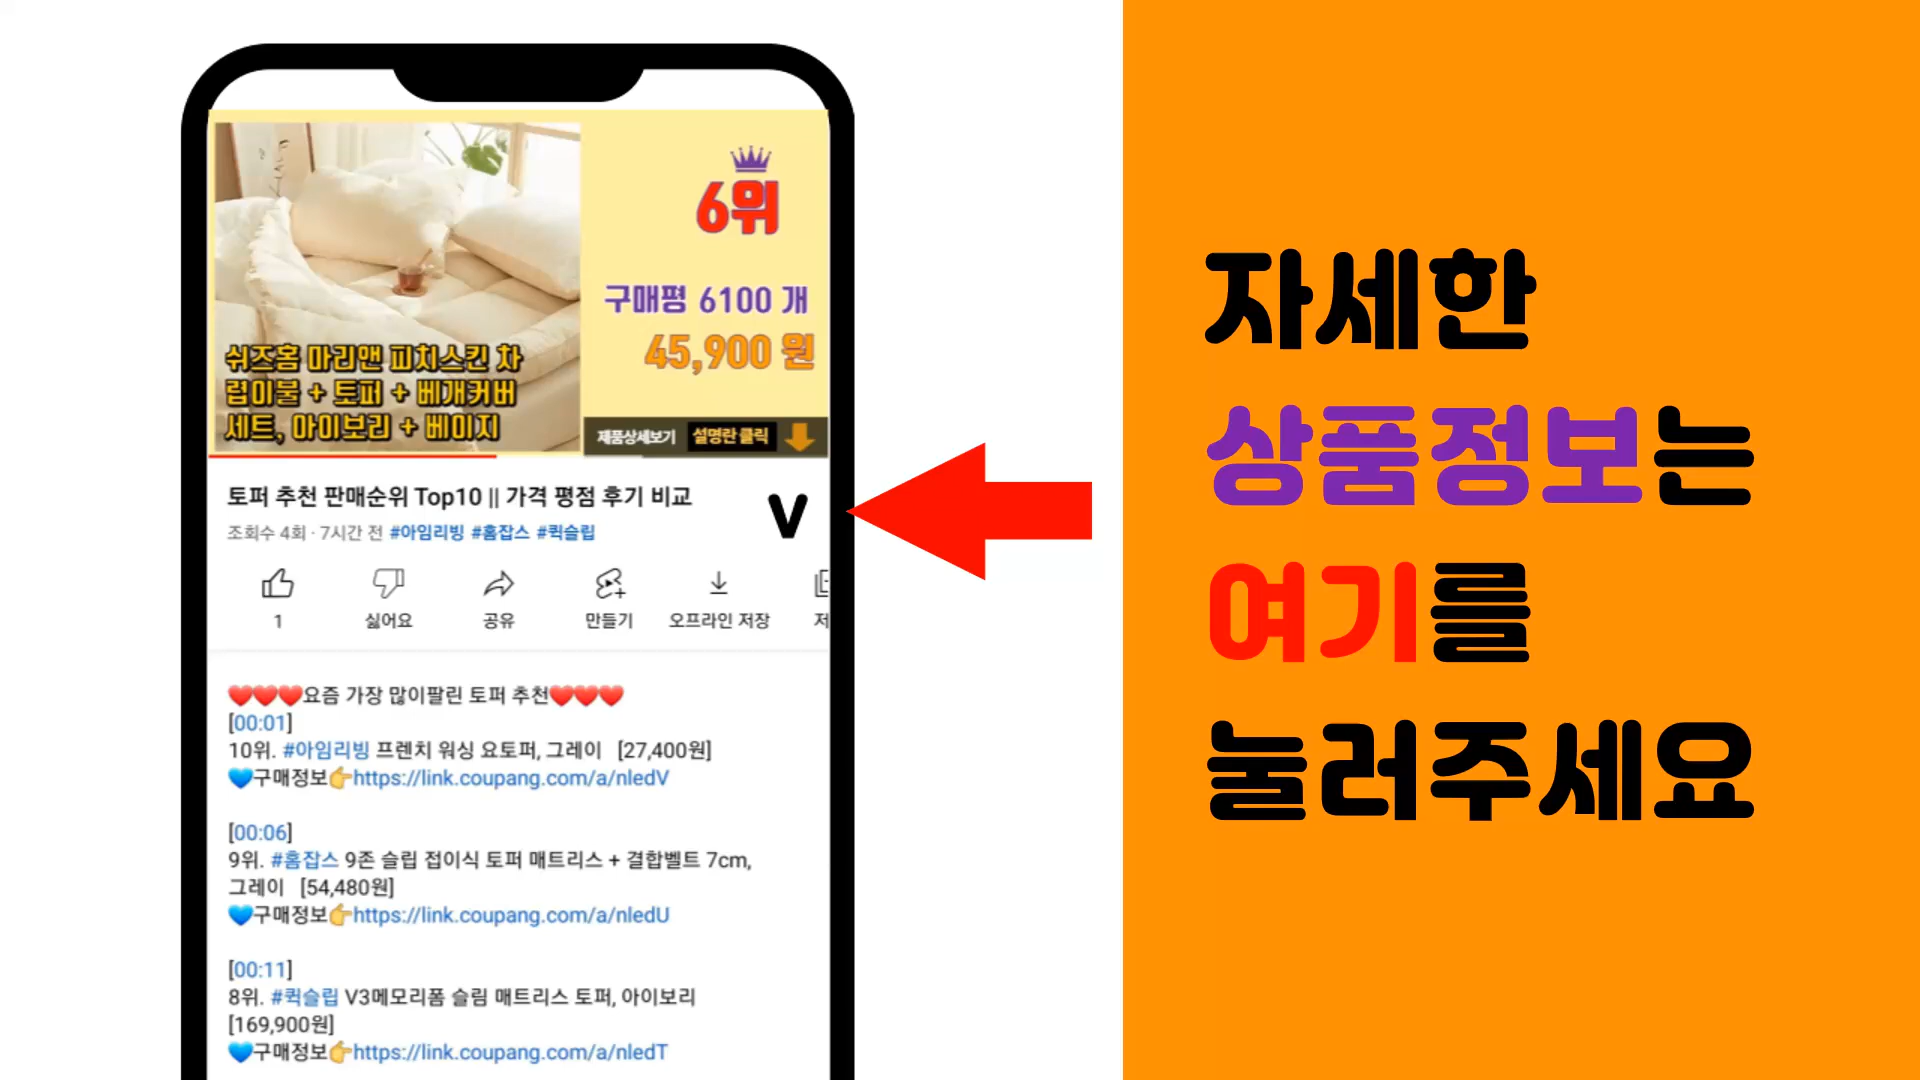 6위
구매평 6100 개
45,900 원
쉬즈홈 마리앤 피치스킨 차
렵이불 + 토퍼 + 베개커버
세트, 아이보리 + 베이지
제품상세보기 설명란 클릭
토퍼 추천 판매순위 Top10 || 가격 평점 후기 비교
V
조회수 4회 · 7시간 전 #아임리빙 #홈잡스 #퀵슬립
1 싫어요 공유 만들기 오프라인 저장 저
❤❤❤요즘 가장 많이팔린 토퍼 추천❤❤❤
[00:01]
10위. #아임리빙 프렌치 워싱 요토퍼, 그레이 [27,400원]
💙구매정보👉https://link.coupang.com/a/nledV
[00:06]
9위. #홈잡스 9존 슬립 접이식 토퍼 매트리스 + 결합벨트 7cm,
그레이 [54,480원]
💙구매정보👉https://link.coupang.com/a/nledU
[00:11]
8위. #퀵슬립 V3메모리폼 슬림 매트리스 토퍼, 아이보리
[169,900원]
💙구매정보👉https://link.coupang.com/a/nledT
자세한
상품정보는
여기를
눌러주세요